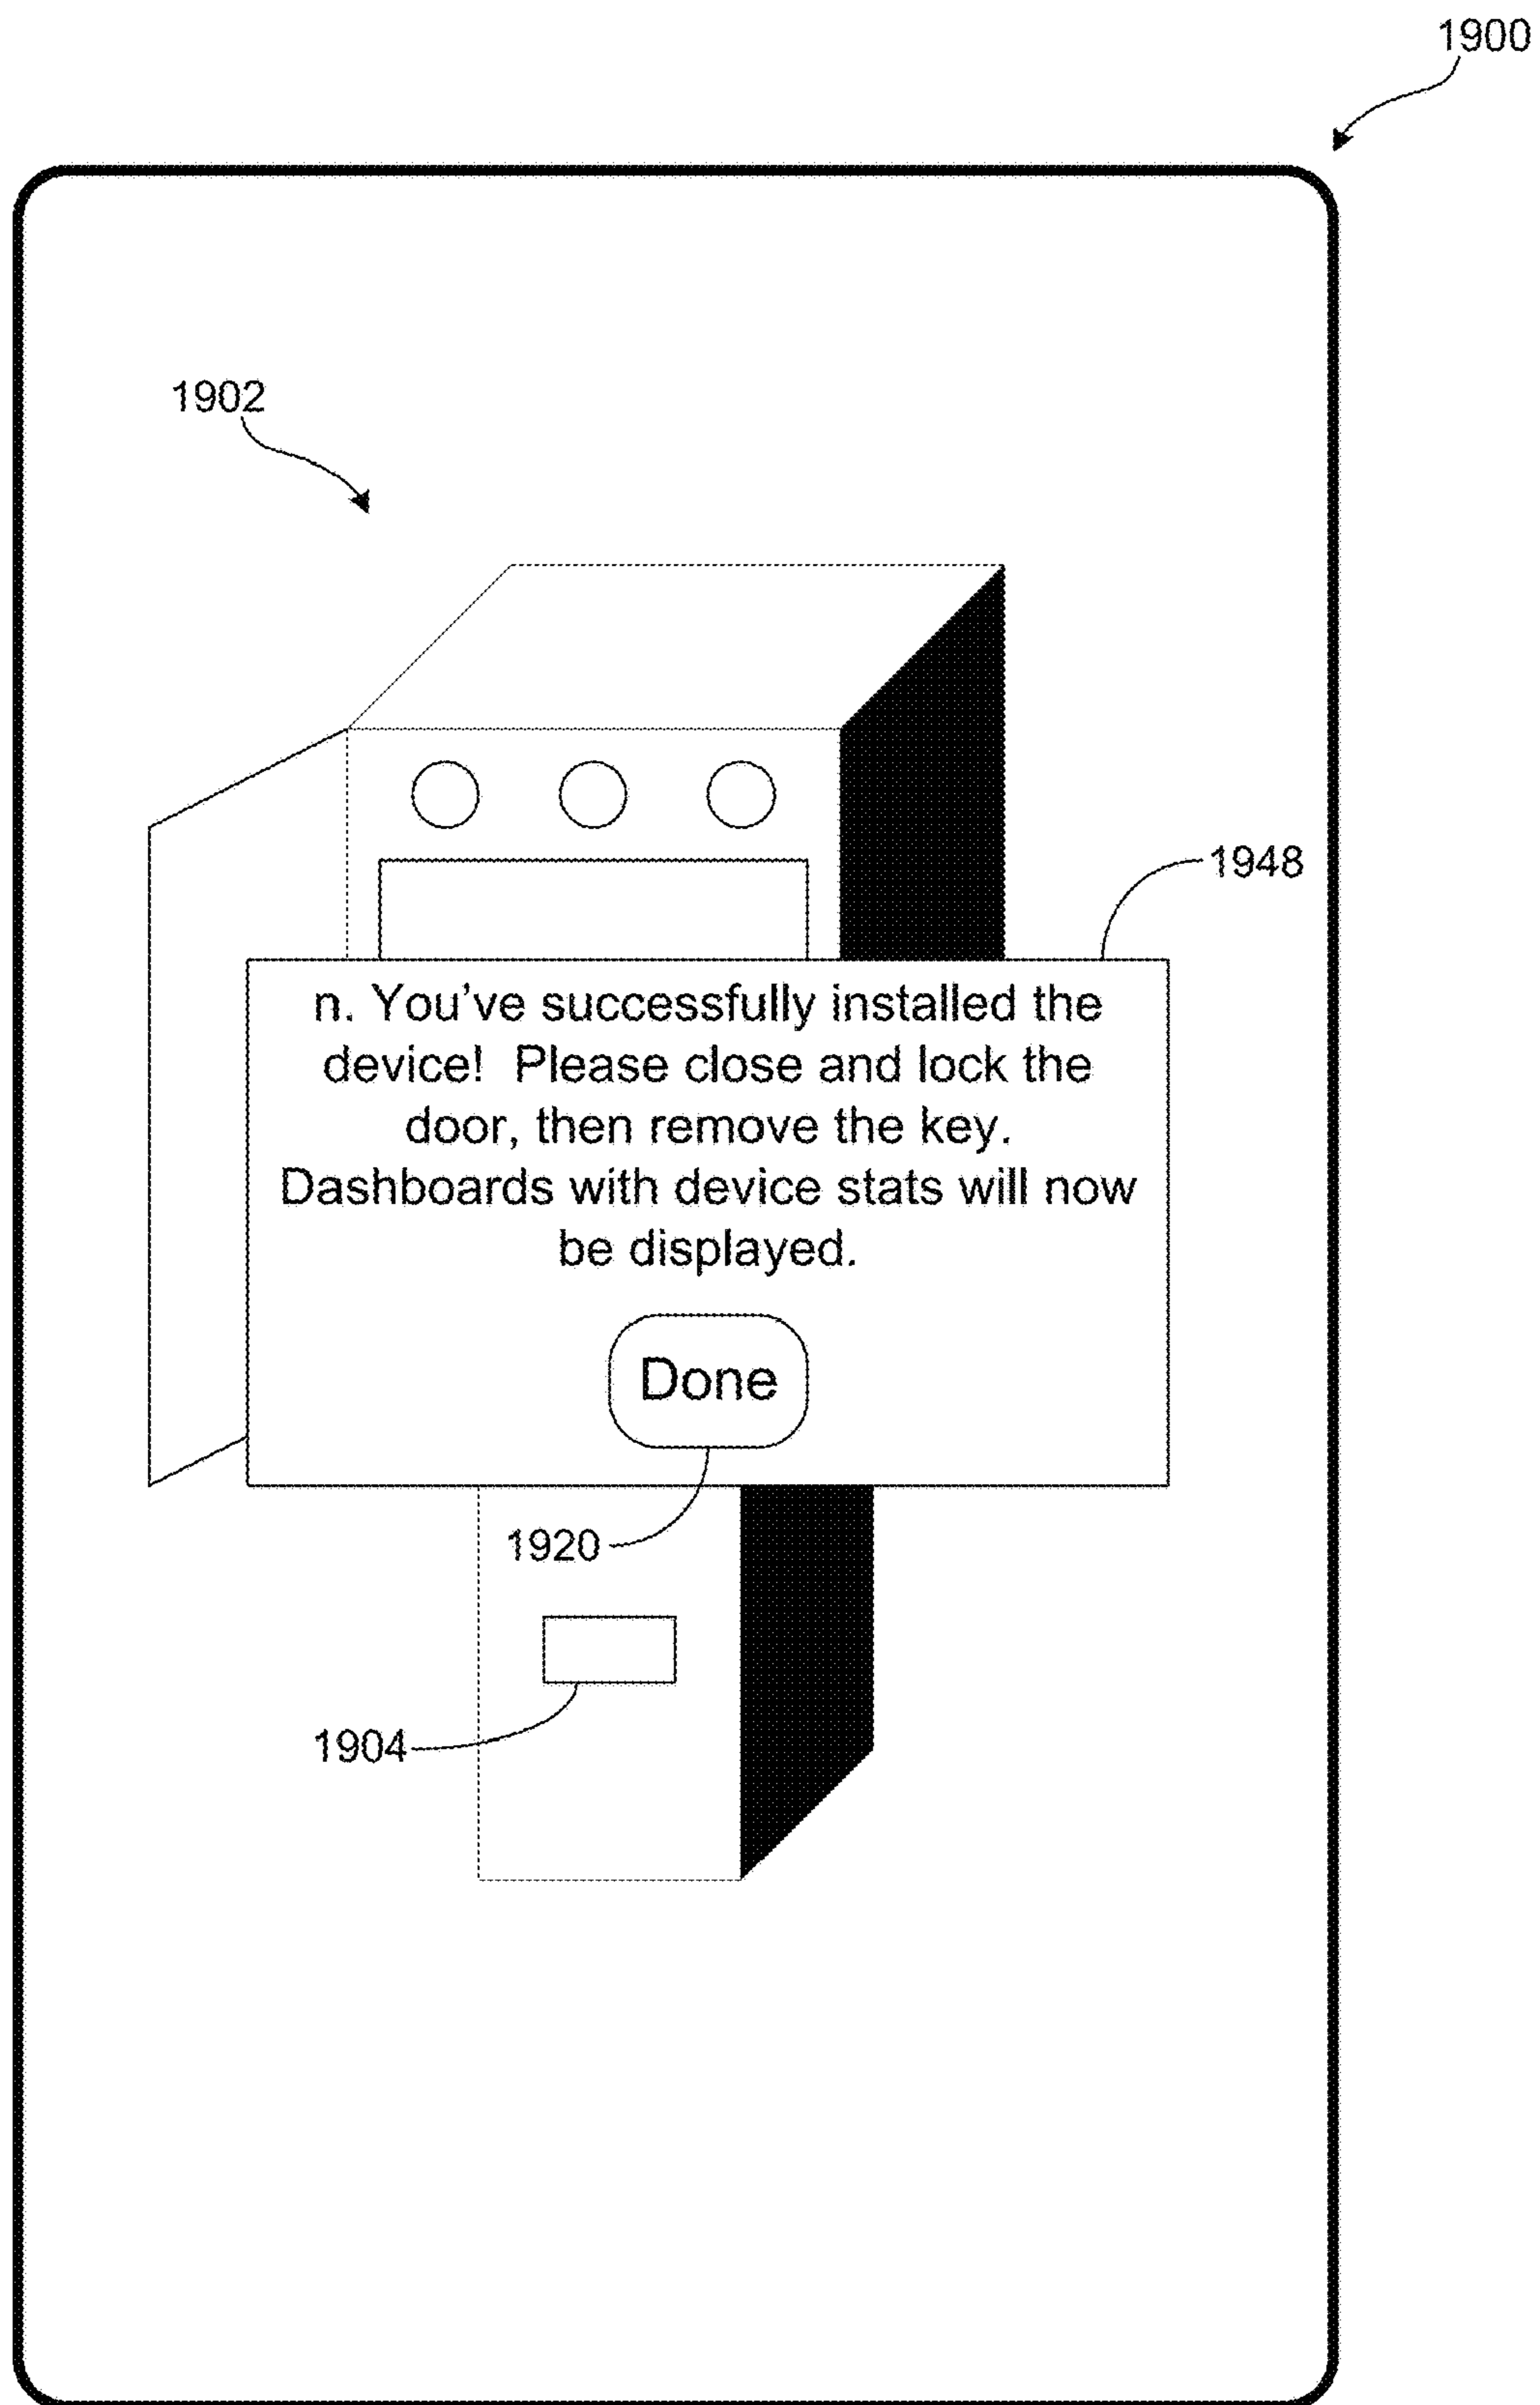 1900
1902
1948
n. You've successfully installed the
device!  Please close and lock the
door, then remove the key.
Dashboards with device stats will now
be displayed.
Done
1920
1904